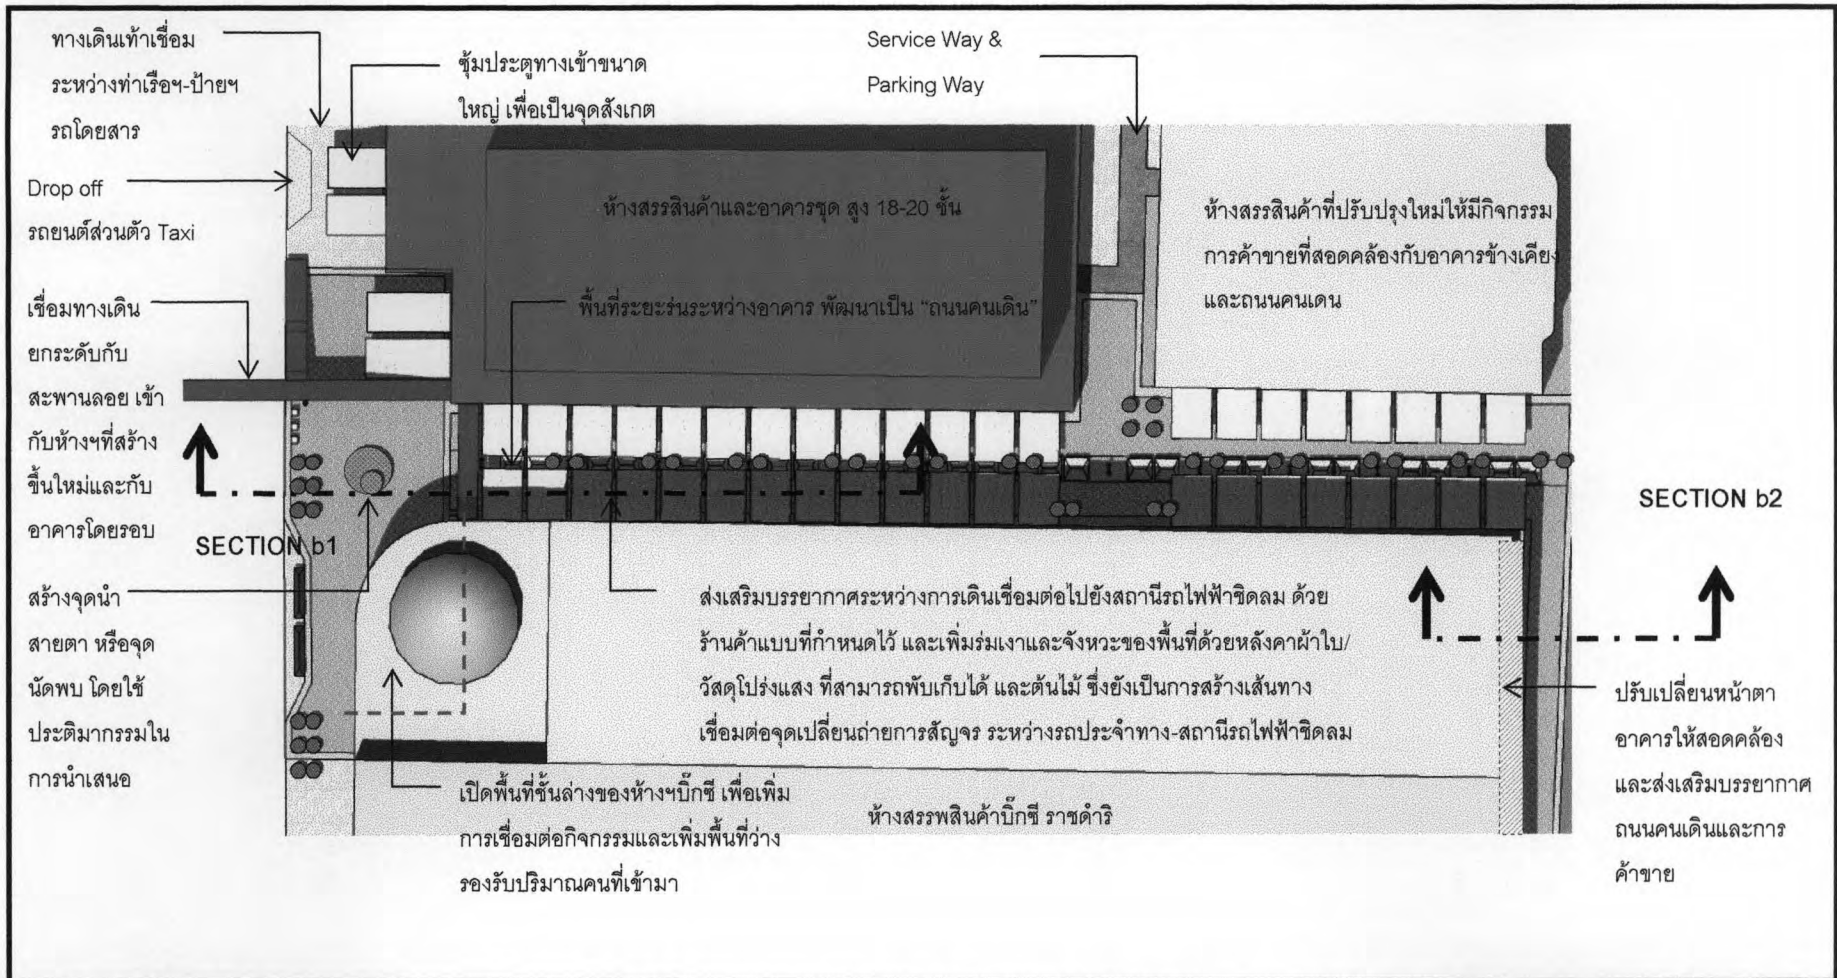 ทางเดินเท้าเชื่อม
ระหว่างท่าเรือฯ-ป้ายฯ
รถโดยสาร
ซุ้มประตูทางเข้าขนาด
ใหญ่ เพื่อเป็นจุดสังเกต
Service Way &
Parking Way
Drop off
รถยนต์ส่วนตัว Taxi
ห้างสรรสินค้าและอาคารชุด สูง 18-20 ชั้น
ห้างสรรสินค้าที่ปรับปรุงใหม่ให้มีกิจกรรม
การค้าขายที่สอดคล้องกับอาคารข้างเคียง
และถนนคนเดน
พื้นที่ระยะร่นระหว่างอาคาร พัฒนาเป็น “ถนนคนเดิน”
เชื่อมทางเดิน
ยกระดับกับ
สะพานลอย เข้า
กับห้างฯที่สร้าง
ขึ้นใหม่และกับ
อาคารโดยรอบ
SECTION b1
SECTION b2
สร้างจุดนำ
สายตา หรือจุด
นัดพบ โดยใช้
ประติมากรรมใน
การนำเสนอ
ส่งเสริมบรรยากาศระหว่างการเดินเชื่อมต่อไปยังสถานีรถไฟฟ้าชิดลม ด้วย
ร้านค้าแบบที่กำหนดไว้ และเพิ่มร่มเงาและจังหวะของพื้นที่ด้วยหลังคาผ้าใบ/
วัสดุโปร่งแสง ที่สามารถพับเก็บได้ และต้นไม้ ซึ่งยังเป็นการสร้างเส้นทาง
เชื่อมต่อจุดเปลี่ยนถ่ายการสัญจร ระหว่างรถประจำทาง-สถานีรถไฟฟ้าชิดลม
ปรับเปลี่ยนหน้าตา
อาคารให้สอดคล้อง
และส่งเสริมบรรยากาศ
ถนนคนเดินและการ
ค้าขาย
เปิดพื้นที่ชั้นล่างของห้างฯบิ๊กซี เพื่อเพิ่ม
การเชื่อมต่อกิจกรรมและเพิ่มพื้นที่ว่าง
รองรับปริมาณคนที่เข้ามา
ห้างสรรพสินค้าบิ๊กซี ราชดำริ